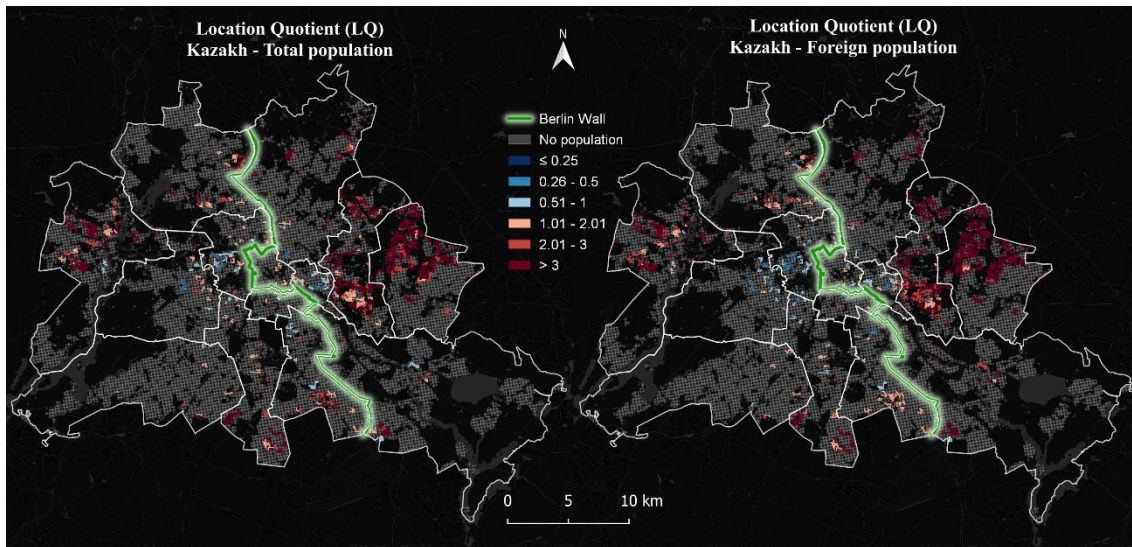 Location Quotient (LQ)
Kazakh - Total population
Location Quotient (LQ)
Kazakh - Foreign population
N
Berlin Wall
No population
≤ 0.25
0.26 - 0.5
0.51 - 1
1.01 - 2.01
2.01 - 3
> 3
0 5 10 km